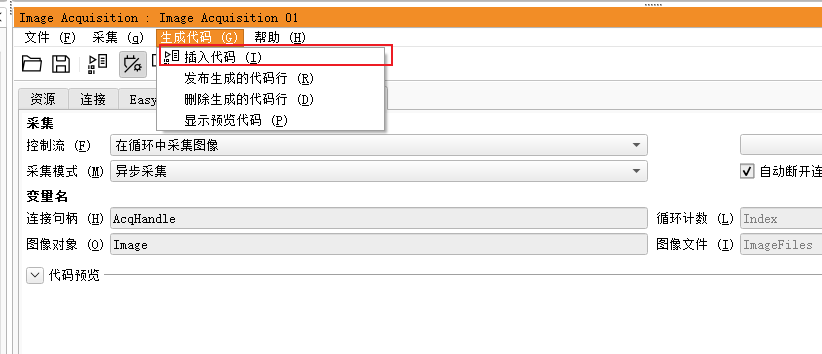 Image Acquisition : Image Acquisition 01
文件 (F) 采集 (q) 生成代码 (G) 帮助 (H)
插入代码 (I)
发布生成的代码行 (R)
删除生成的代码行 (D)
显示预览代码 (P)
资源 连接 Easy
采集
控制流 (F) 在循环中采集图像
采集模式 (M) 异步采集 自动断开连
变量名
连接句柄 (H) AcqHandle 循环计数 (L) Index
图像对象 (O) Image 图像文件 (I) ImageFiles
代码预览